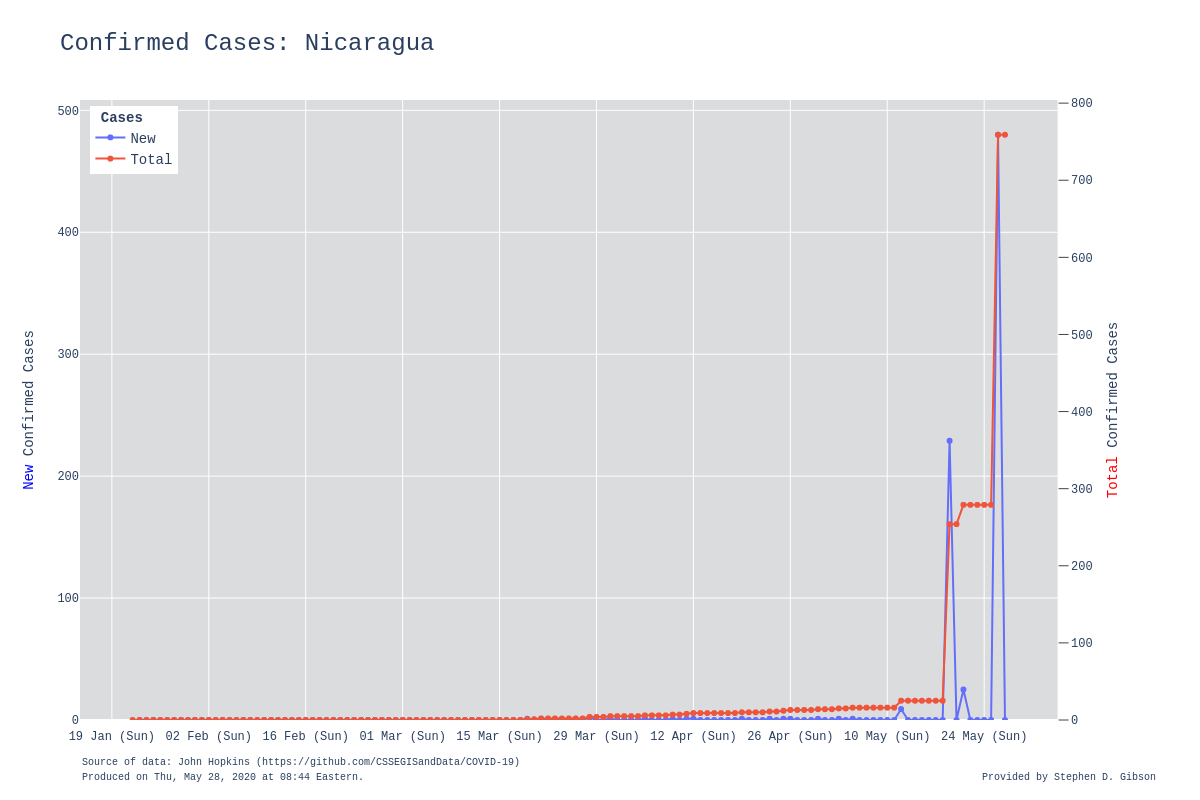 Confirmed Cases: Nicaragua
Cases
New
Total
500
400
300
200
100
0
New Confirmed Cases
800
700
600
500
400
300
200
100
0
Total Confirmed Cases
19 Jan (Sun) 02 Feb (Sun) 16 Feb (Sun) 01 Mar (Sun) 15 Mar (Sun) 29 Mar (Sun) 12 Apr (Sun) 26 Apr (Sun) 10 May (Sun) 24 May (Sun)
Source of data: John Hopkins (https://github.com/CSSEGISandData/COVID-19)
Produced on Thu, May 28, 2020 at 08:44 Eastern.
Provided by Stephen D. Gibson